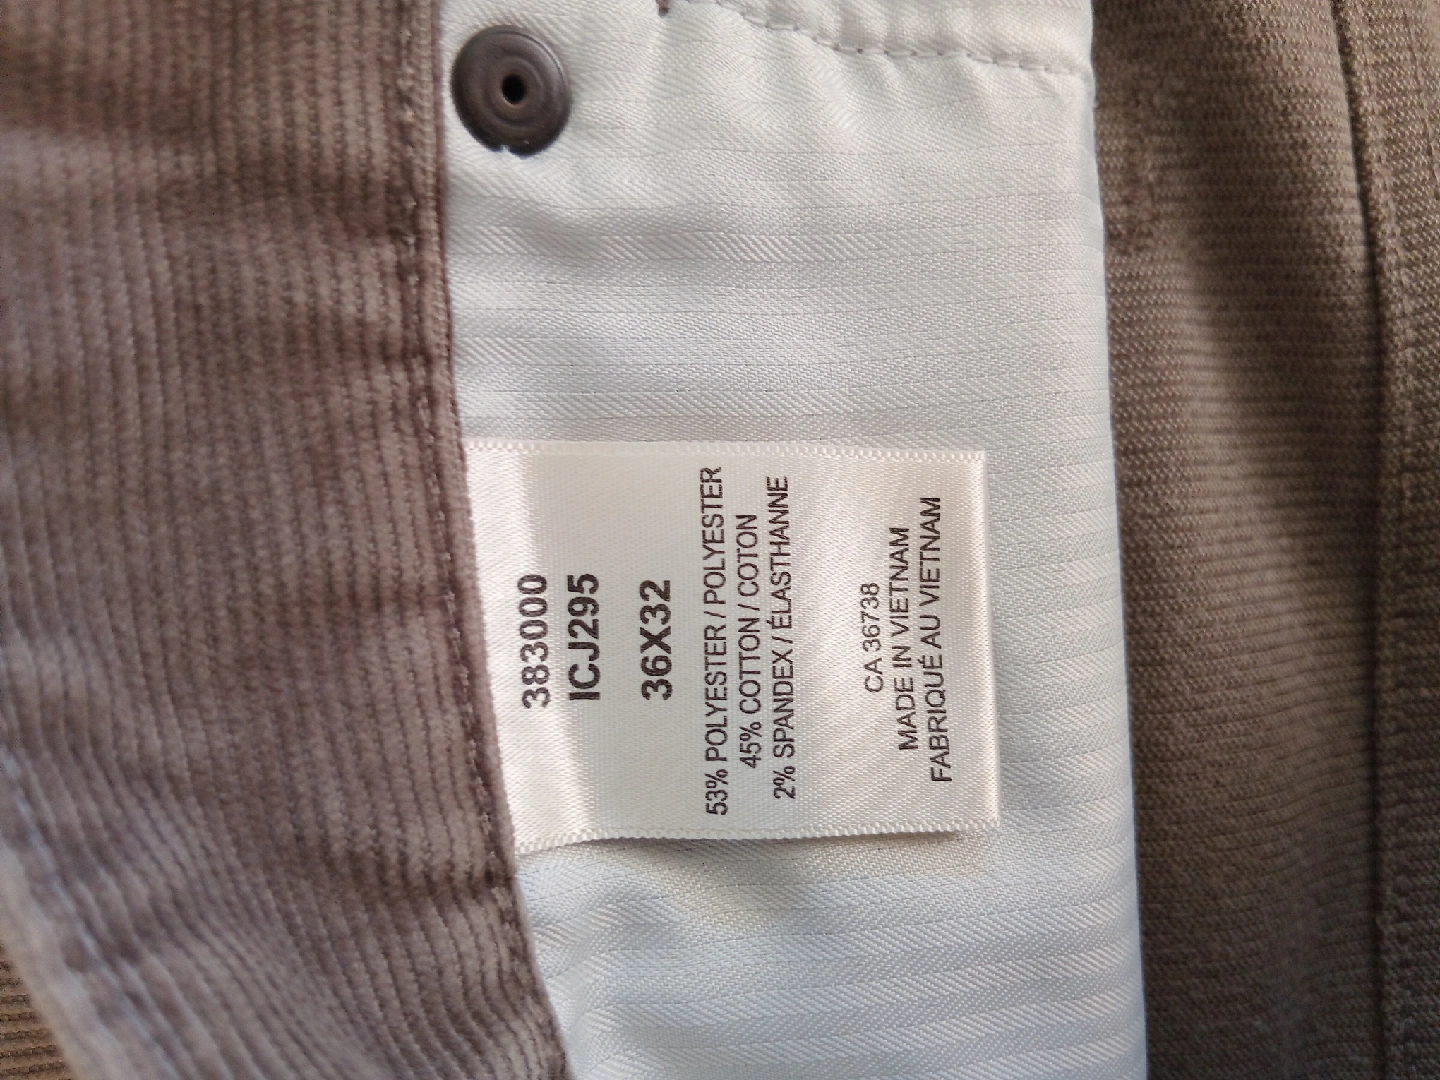 383000
ICJ295
36X32
53% POLYESTER / POLYESTER
45% COTTON / COTON
2% SPANDEX / ÉLASTHANNE
CA 36738
MADE IN VIETNAM
FABRIQUÉ AU VIETNAM